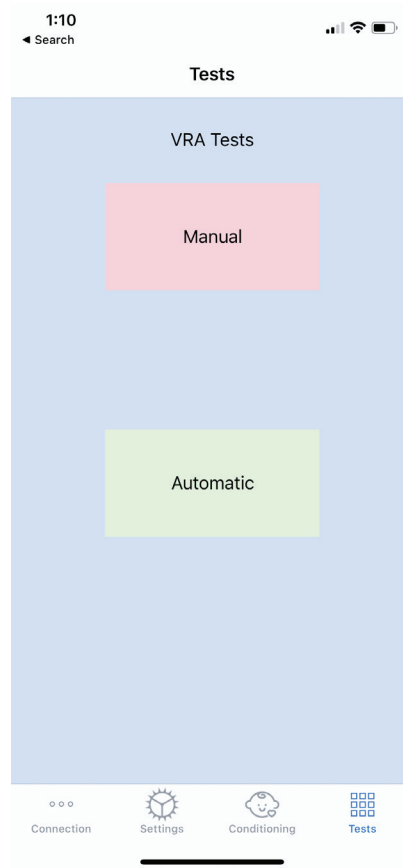 1:10
◄ Search
Tests
VRA Tests
Manual
Automatic
Connection Settings Conditioning Tests